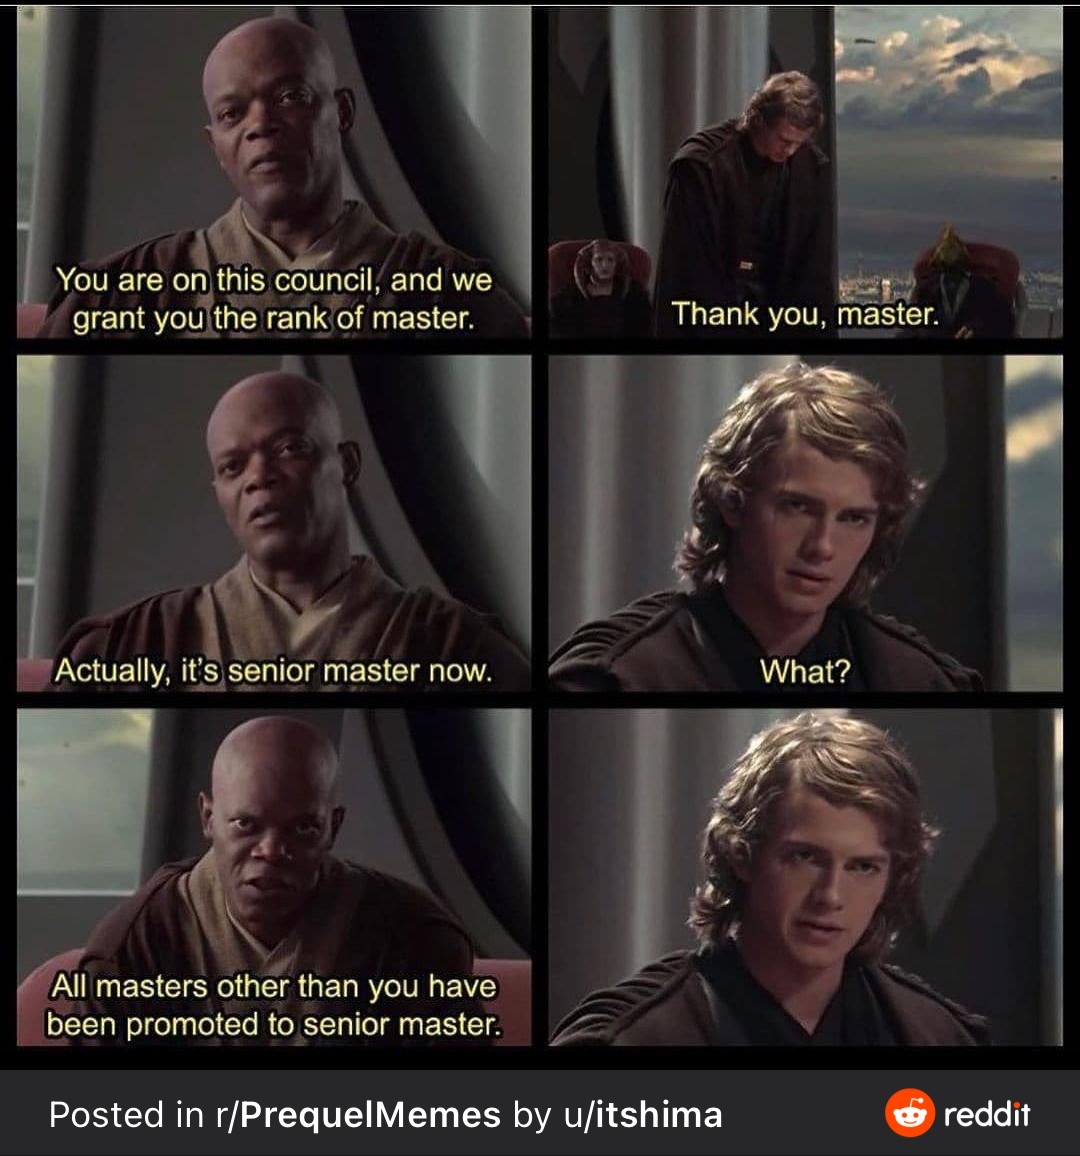 You are on this council, and we
grant you the rank of master.
Thank you, master.
Actually, it's senior master now.
What?
All masters other than you have
been promoted to senior master.
Posted in r/PrequelMemes by u/itshima
reddit